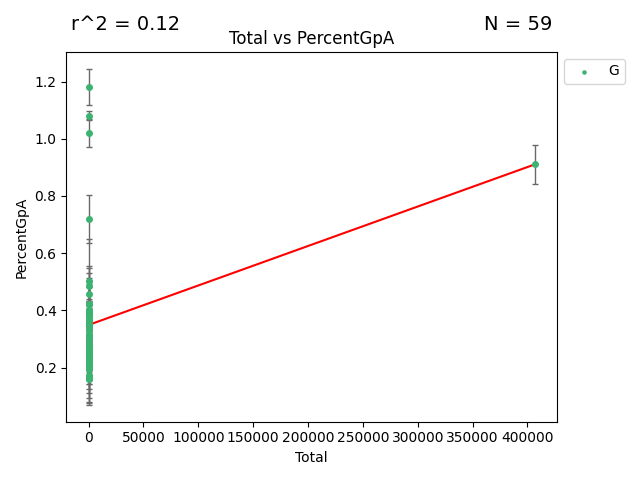 r^2 = 0.12
N = 59
Total vs PercentGpA
G
PercentGpA
1.2
1.0
0.8
0.6
0.4
0.2
0 50000 100000 150000 200000 250000 300000 350000 400000
Total